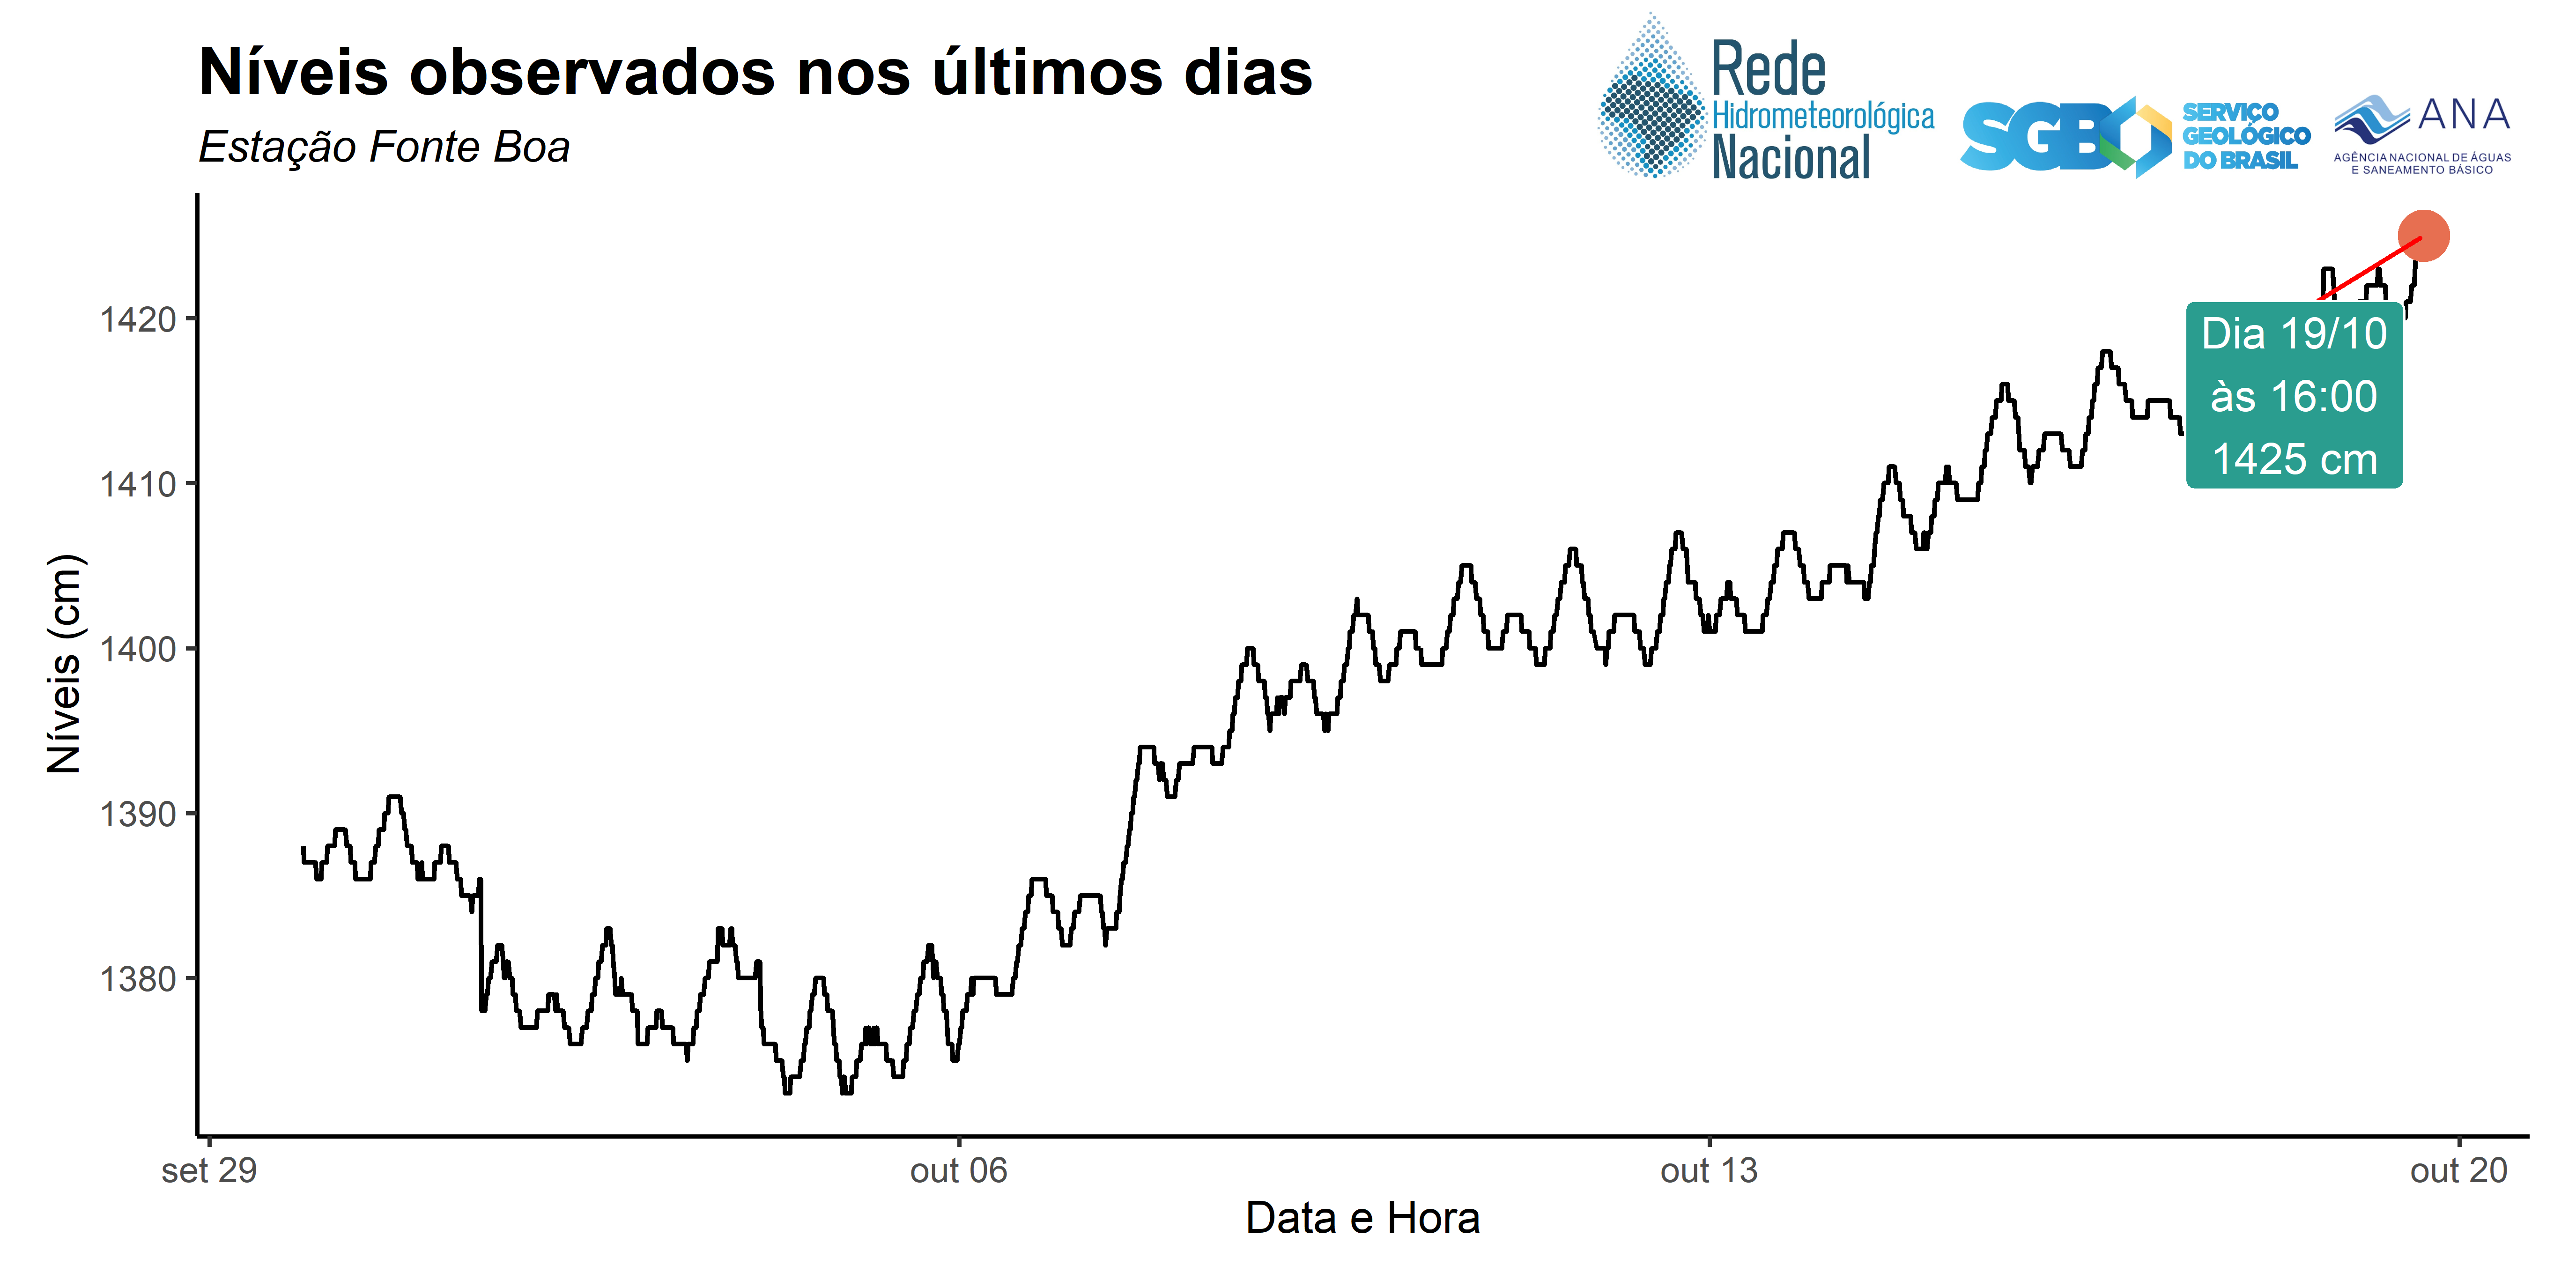 Níveis observados nos últimos dias
Estação Fonte Boa
Rede
Hidrometeorológica
Nacional
SGB
SERVIÇO
GEOLÓGICO
DO BRASIL
ANA
AGÊNCIA NACIONAL DE ÁGUAS
E SANEAMENTO BÁSICO
Níveis (cm)
1420
1410
1400
1390
1380
Dia 19/10
às 16:00
1425 cm
set 29
out 06
out 13
out 20
Data e Hora